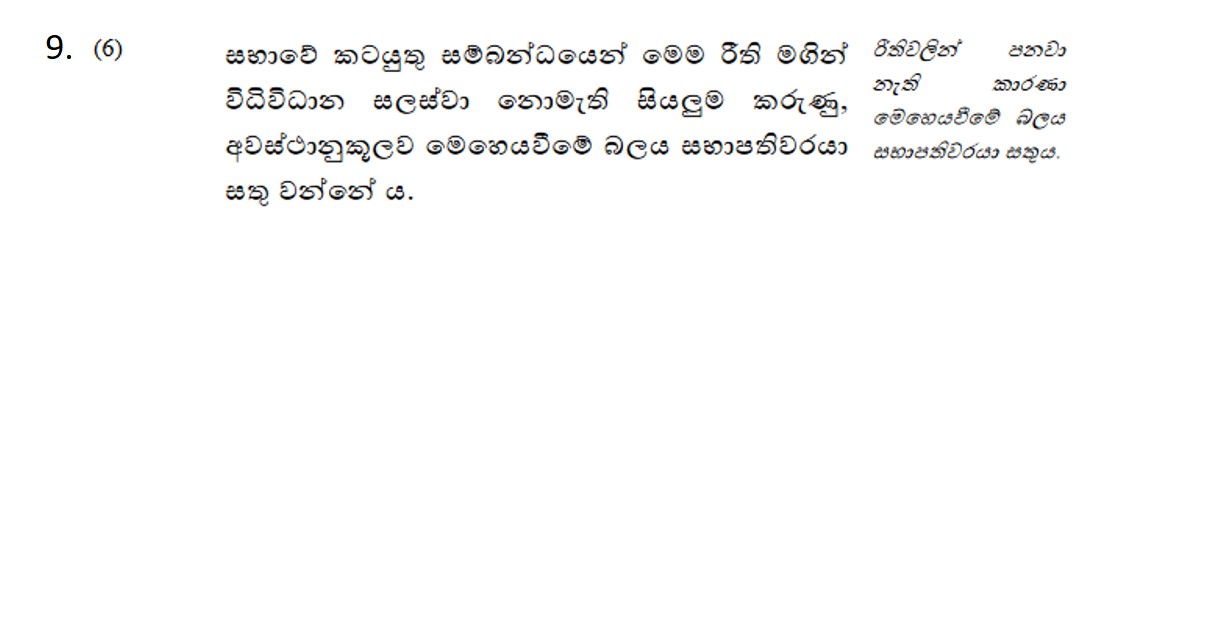 9. (6)
සභාවේ කටයුතු සම්බන්ධයෙන් මෙම රීති මගින්
විධිවිධාන සලස්වා නොමැති සියලුම කරුණු,
අවස්ථානුකූලව මෙහෙයවීමේ බලය සභාපතිවරයා
සතු වන්නේ ය.
රීතිවලින් පනවා
නැති කාරණා
මෙහෙයවීමේ බලය
සභාපතිවරයා සතුය.